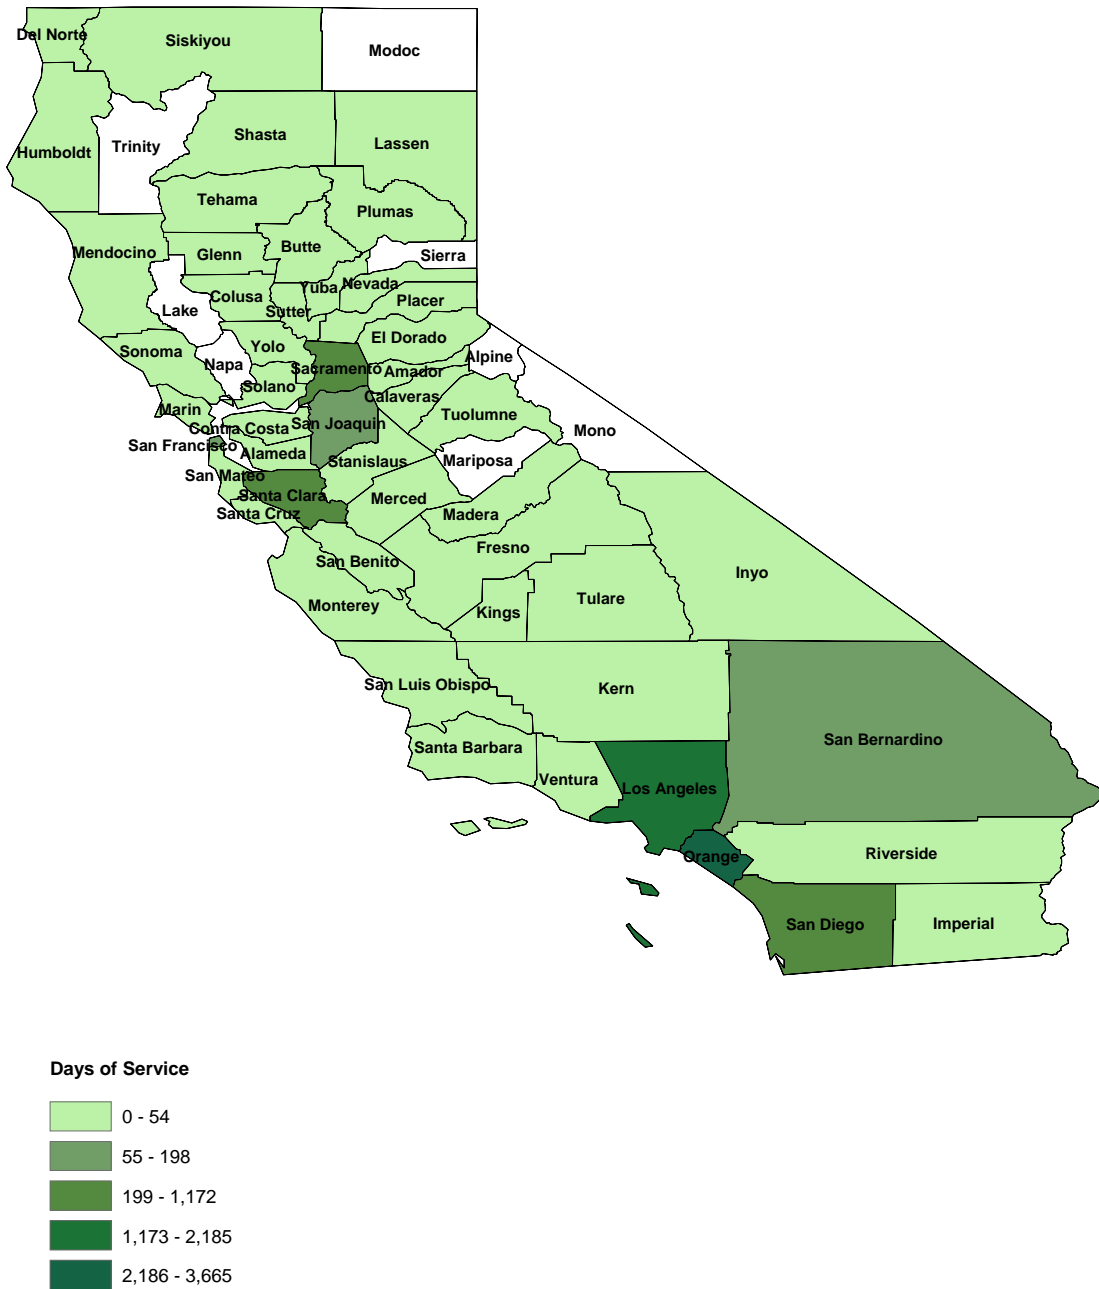 Del Norte
Siskiyou
Modoc
Humboldt
Trinity
Shasta
Lassen
Tehama
Plumas
Mendocino
Glenn
Butte
Sierra
Lake
Colusa
Sutter
Yuba
Nevada
Placer
Sonoma
Napa
Yolo
Solano
Sacramento
El Dorado
Amador
Alpine
Calaveras
Marin
Contra Costa
San Joaquin
Tuolumne
Mono
San Francisco
Alameda
Stanislaus
Mariposa
San Mateo
Santa Clara
Merced
Santa Cruz
Madera
Fresno
San Benito
Inyo
Monterey
Kings
Tulare
San Luis Obispo
Kern
Santa Barbara
San Bernardino
Ventura
Los Angeles
Orange
Riverside
San Diego
Imperial
Days of Service
0 - 54
55 - 198
199 - 1,172
1,173 - 2,185
2,186 - 3,665